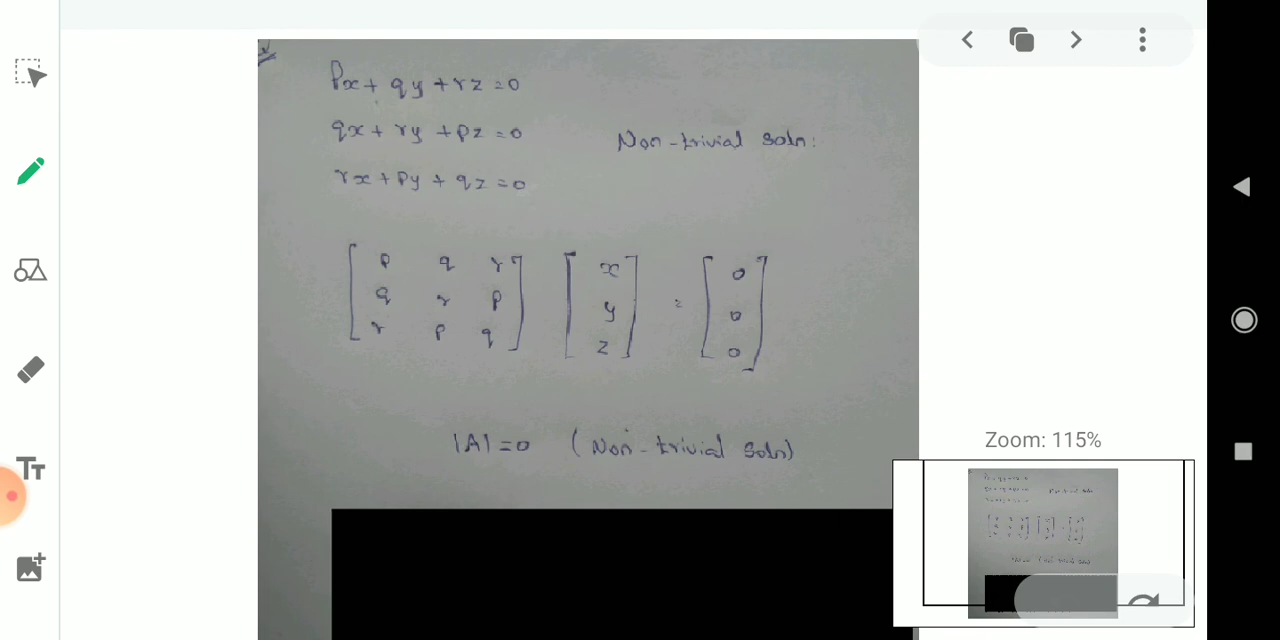 Px + qy + rz = 0
qx + ry + pz = 0
Non-trivial soln:
rx + py + qz = 0
p q r x 0
q r p y = 0
r p q z 0
|A| = 0 (Non-trivial soln)
Zoom: 115%
TT